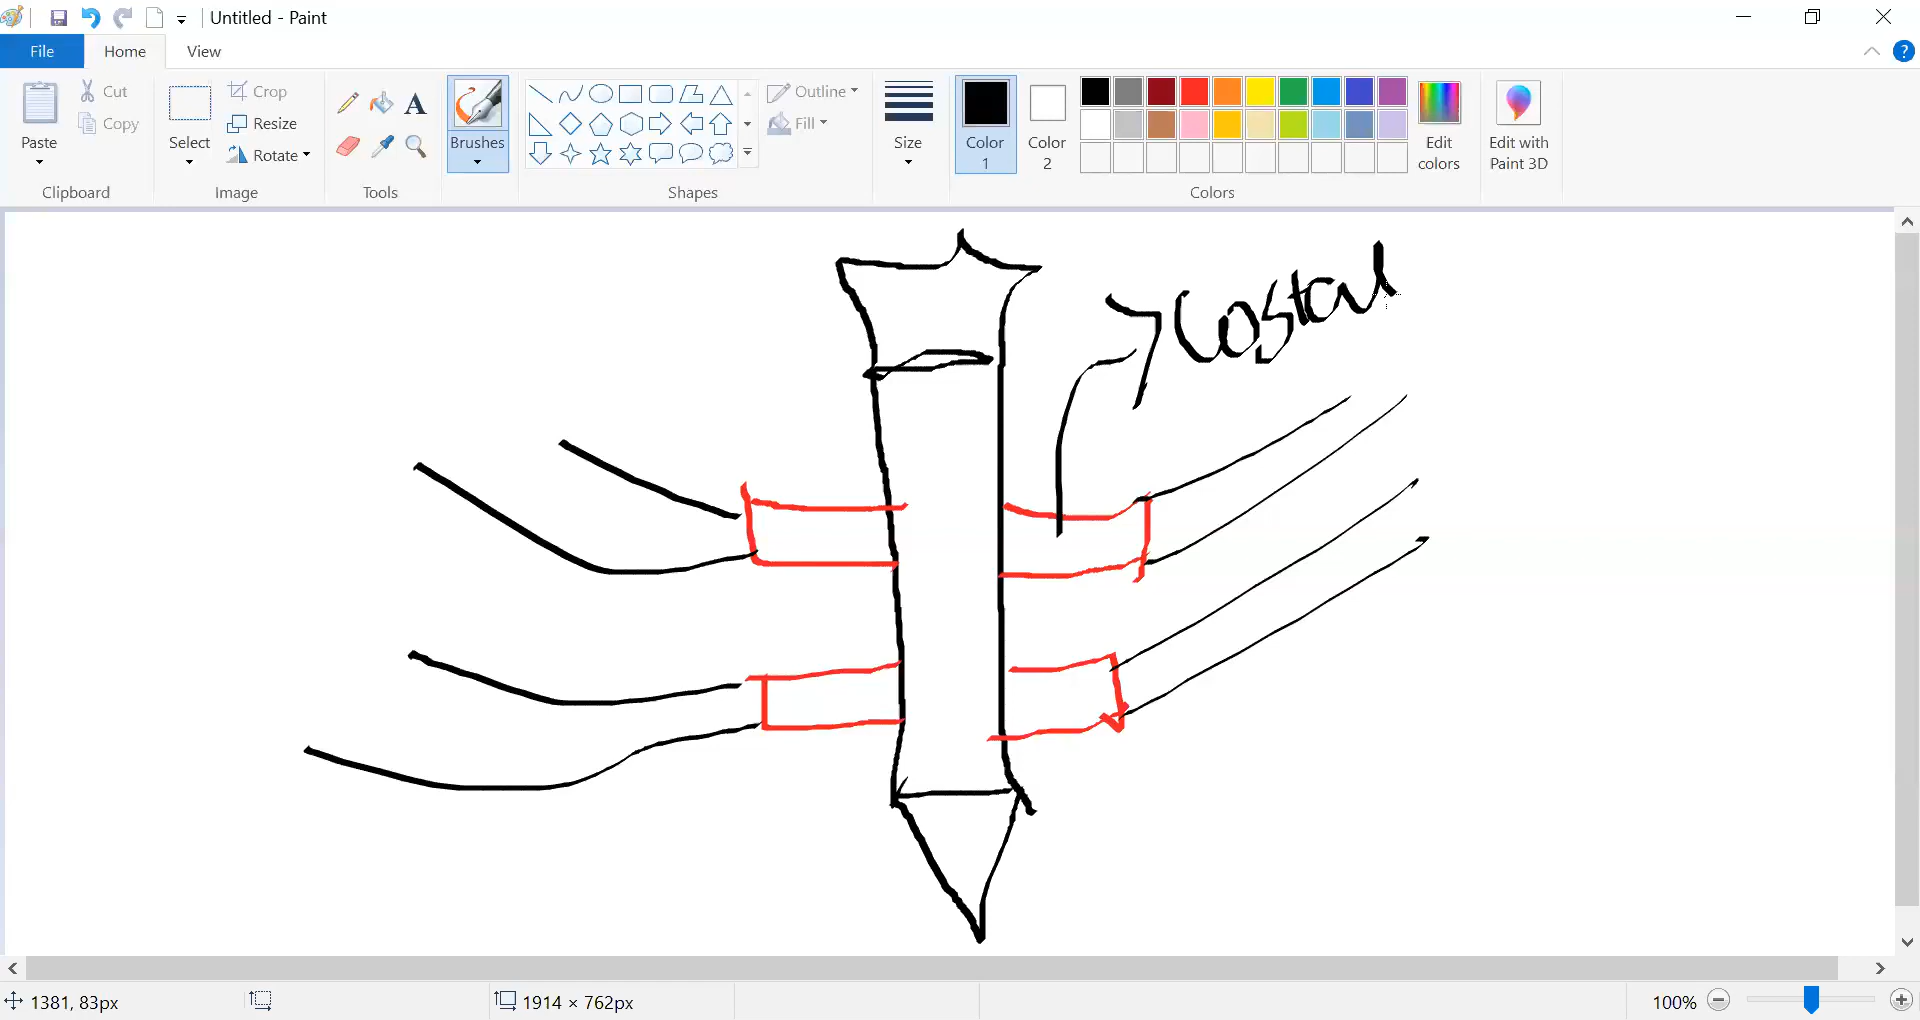 Untitled - Paint
File Home View
Paste Cut Copy Clipboard
Select Crop Resize Rotate Image
Tools
Brushes
Outline Fill Shapes
Size
Color 1 Color 2 Edit colors Colors
Edit with Paint 3D
Costal
1381, 83px 1914 × 762px 100%